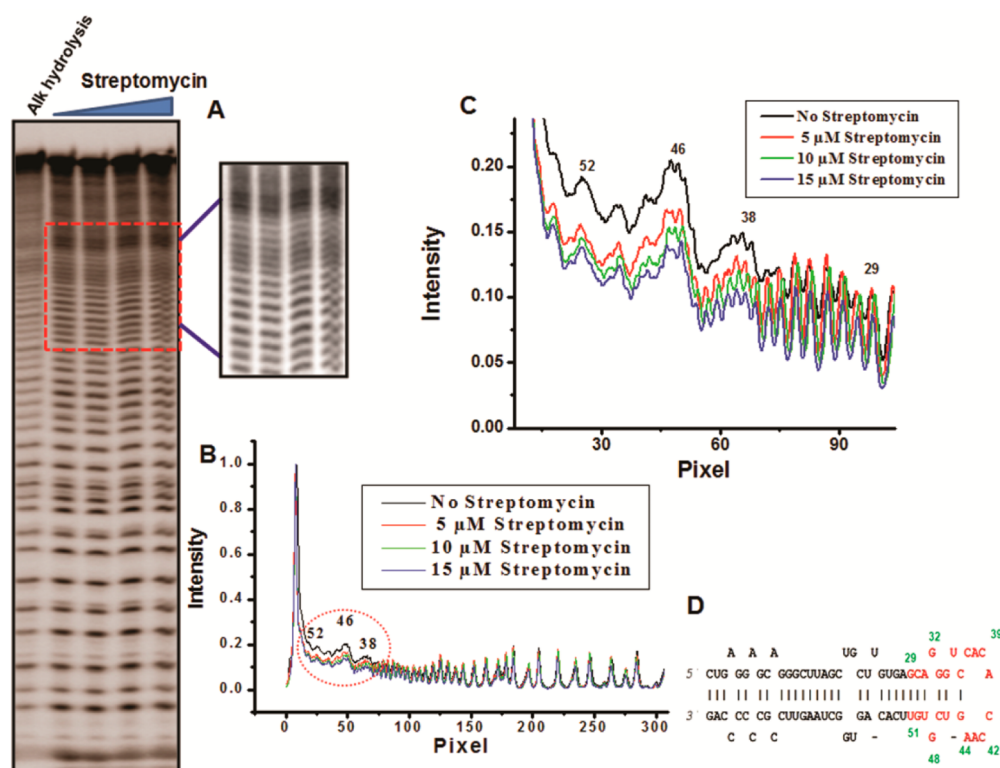 Alk hydrolysis
Streptomycin
A
C
No Streptomycin
5 µM Streptomycin
10 µM Streptomycin
15 µM Streptomycin
52
46
38
29
0.20
0.15
0.10
0.05
0.00
Intensity
30 60 90
Pixel
B
No Streptomycin
5 µM Streptomycin
10 µM Streptomycin
15 µM Streptomycin
52
46
38
1.0
0.8
0.6
0.4
0.2
0.0
Intensity
0 50 100 150 200 250 300
Pixel
D
32 39
A A A UG U G U CAC
29
5´ CUG GG GC GGGCUUAGC CU GUGAGCA GG C A
||| || || ||||||||| || ||||||| || |
3´ GAC CC CG CUUGAAUCG GA CACUUGU CU G C
C C C GU - 51 G - AAC
48 44 42